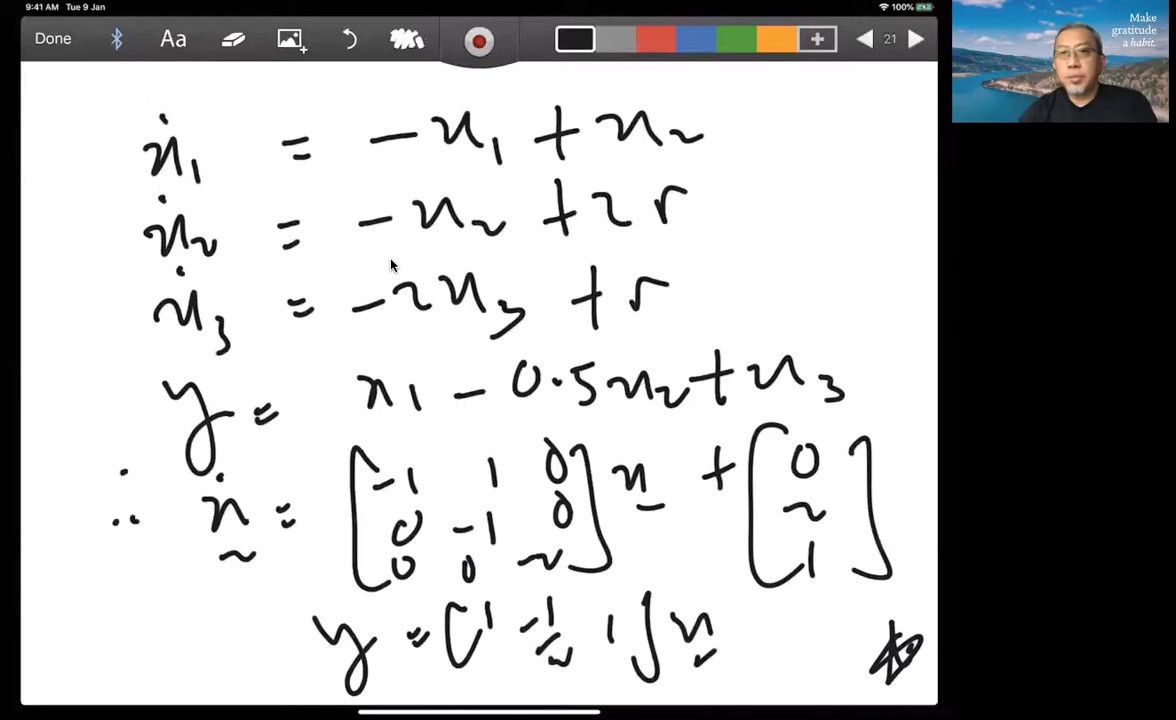 9:41 AM Tue 9 Jan
100%
Done Aa 21
Make
gratitude
a habit.
ẋ₁ = -x₁ + x₂
ẋ₂ = -x₂ + 2r
ẋ₃ = -2x₃ + r
y = x₁ - 0.5x₂ + x₃
∴ ẋ = [-1 1 0; 0 -1 0; 0 0 -2] x + [0; 2; 1]
y = [1 -1/2 1] x